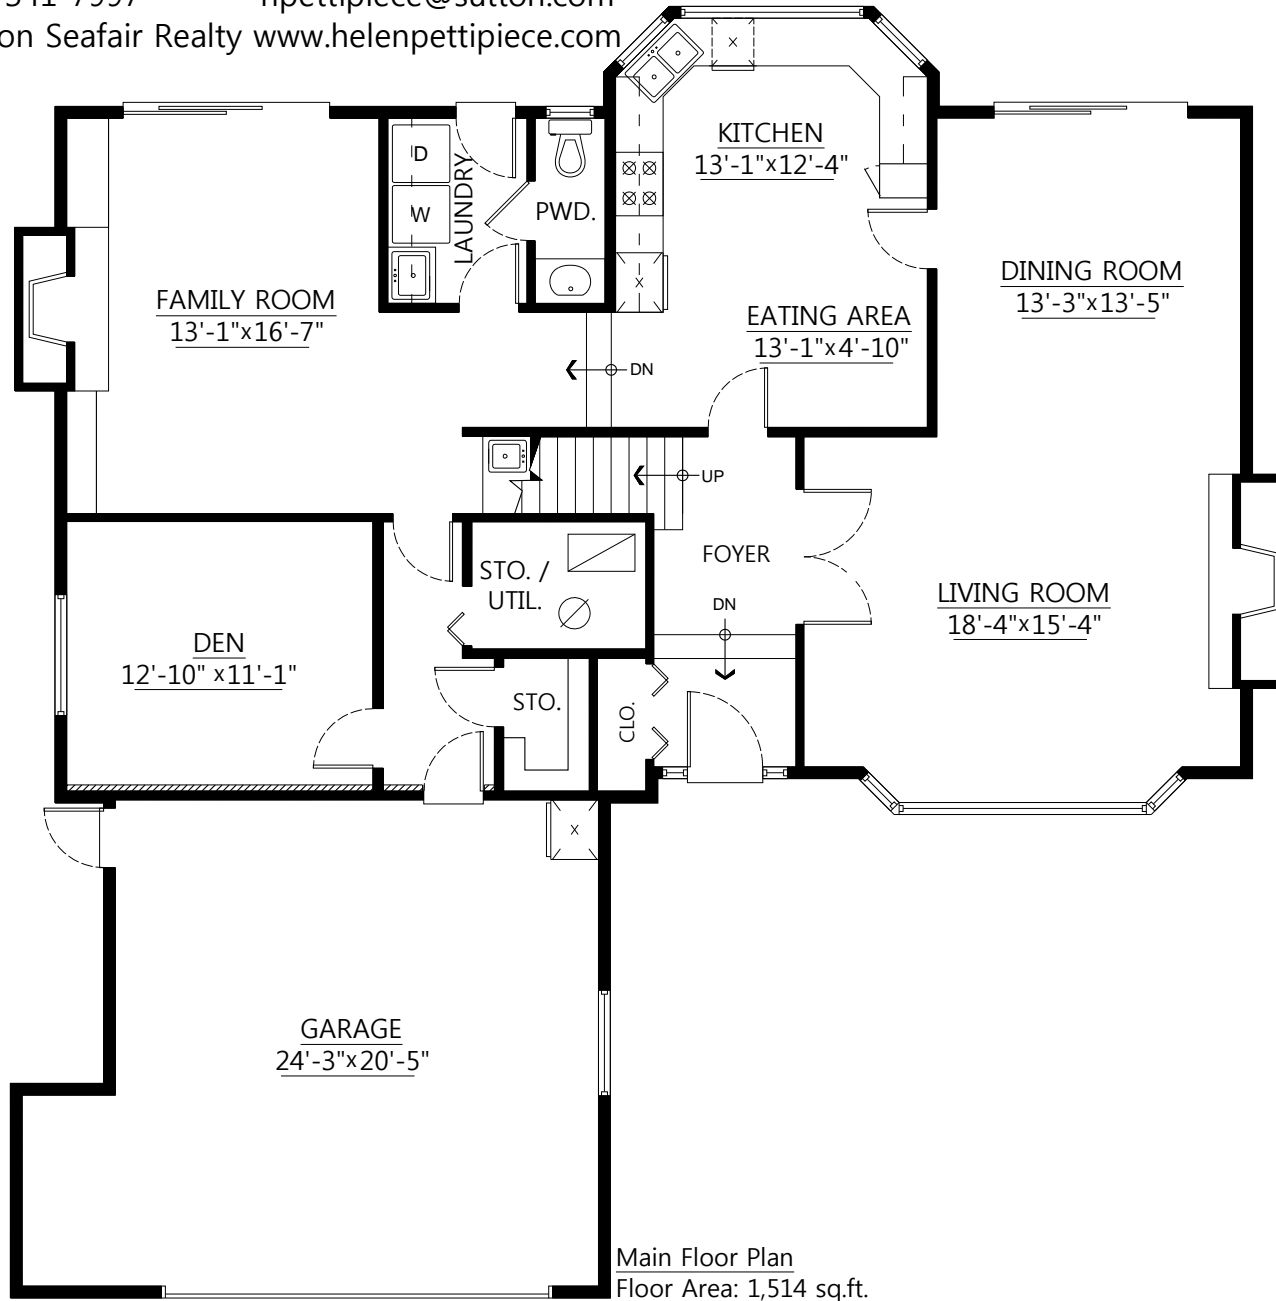 hpettipiece@sutton.com
on Seafair Realty www.helenpettipiece.com
KITCHEN
13'-1"x12'-4"
D
W
LAUNDRY
PWD.
X
X
DINING ROOM
13'-3"x13'-5"
FAMILY ROOM
13'-1"x16'-7"
EATING AREA
13'-1"x4'-10"
DN
UP
FOYER
STO. /
UTIL.
DN
LIVING ROOM
18'-4"x15'-4"
DEN
12'-10" x11'-1"
STO.
CLO.
X
GARAGE
24'-3"x20'-5"
Main Floor Plan
Floor Area: 1,514 sq.ft.